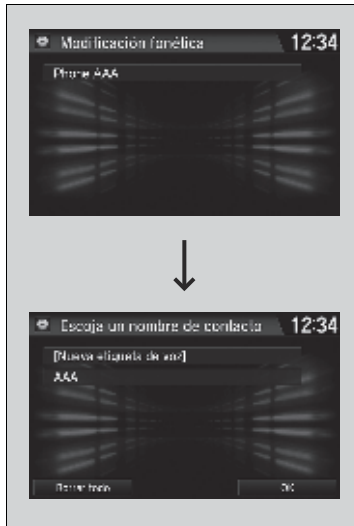 Modificación fonética 12:34
Phone AAA
Escoja un nombre de contacto 12:34
[Nueva etiqueta de voz]
AAA
Borrar todo OK